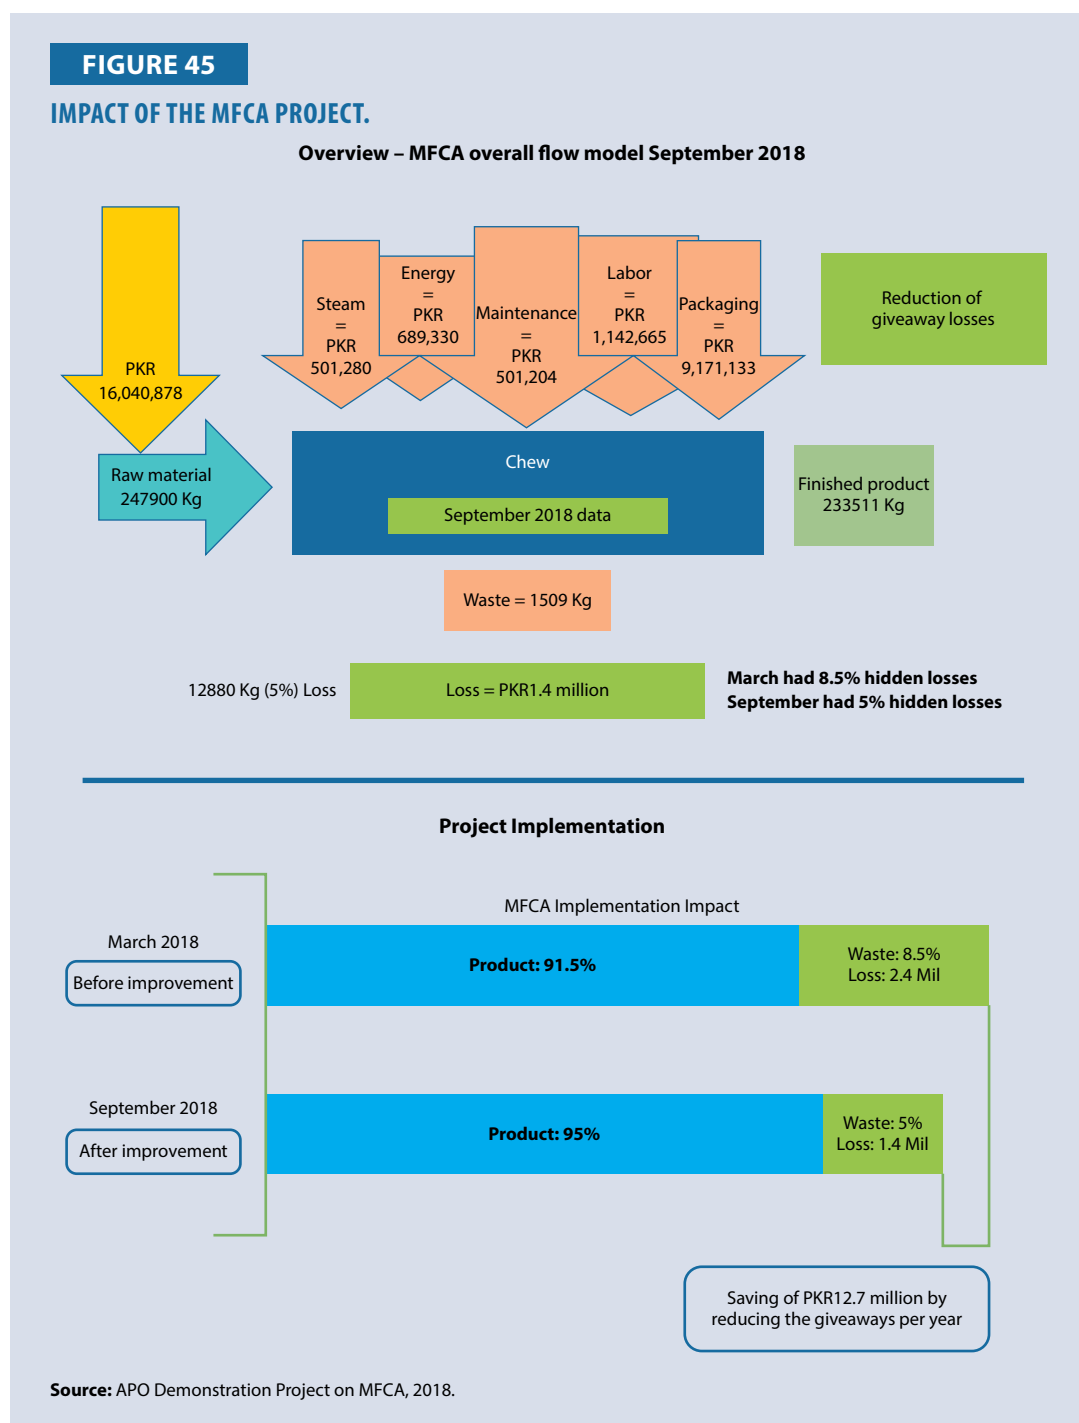 FIGURE 45
IMPACT OF THE MFCA PROJECT.
Overview – MFCA overall flow model September 2018
PKR
16,040,878
Steam
=
PKR
501,280
Energy
=
PKR
689,330
Maintenance
=
PKR
501,204
Labor
=
PKR
1,142,665
Packaging
=
PKR
9,171,133
Reduction of
giveaway losses
Raw material
247900 Kg
Chew
September 2018 data
Finished product
233511 Kg
Waste = 1509 Kg
12880 Kg (5%) Loss
Loss = PKR1.4 million
March had 8.5% hidden losses
September had 5% hidden losses
Project Implementation
MFCA Implementation Impact
March 2018
Before improvement
Product: 91.5%
Waste: 8.5%
Loss: 2.4 Mil
September 2018
After improvement
Product: 95%
Waste: 5%
Loss: 1.4 Mil
Saving of PKR12.7 million by
reducing the giveaways per year
Source: APO Demonstration Project on MFCA, 2018.